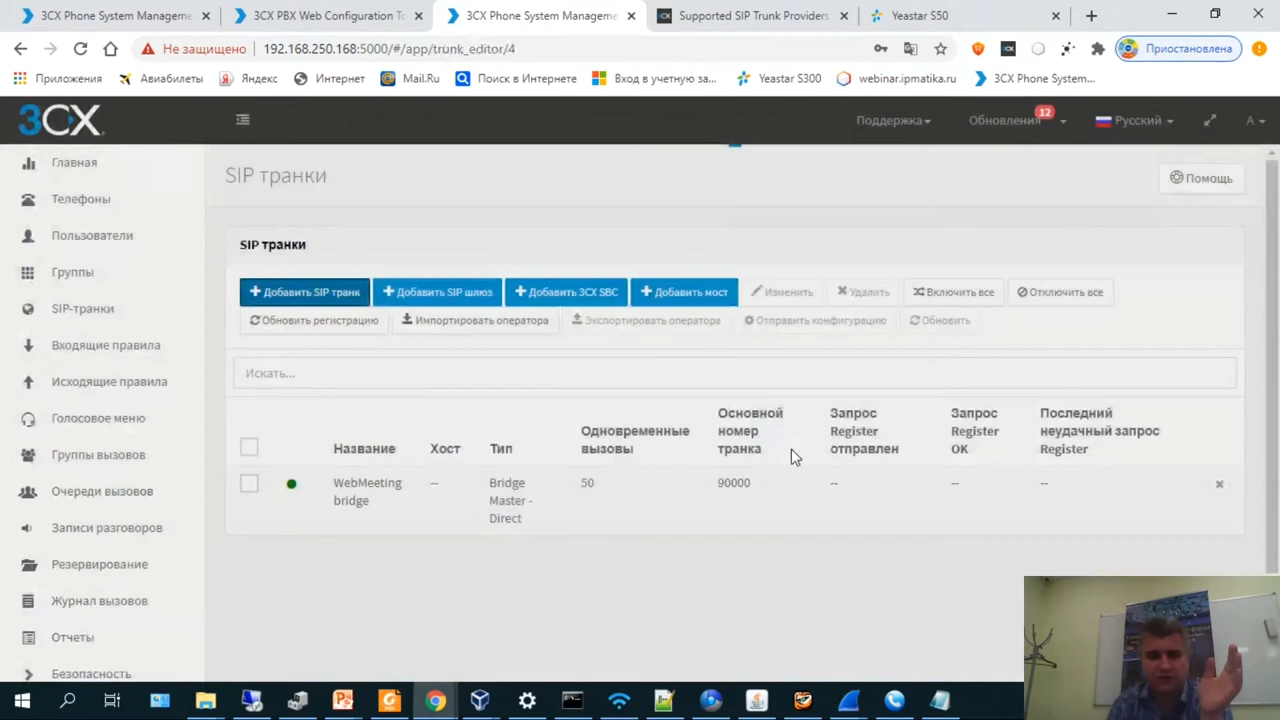 3CX Phone System Manageme
3CX PBX Web Configuration To
3CX Phone System Manageme
Supported SIP Trunk Providers
Yeastar S50
Не защищено
192.168.250.168:5000/#/app/trunk_editor/4
Приостановлена
Приложения
Авиабилеты
Яндекс
Интернет
Mail.Ru
Поиск в Интернете
Вход в учетную за...
Yeastar S300
webinar.ipmatika.ru
3CX Phone System...
3CX
Поддержка
Обновления
12
Русский
A
Главная
Телефоны
Пользователи
Группы
SIP-транки
Входящие правила
Исходящие правила
Голосовое меню
Группы вызовов
Очереди вызовов
Записи разговоров
Резервирование
Журнал вызовов
Отчеты
Безопасность
SIP транки
Помощь
SIP транки
Добавить SIP транк
Добавить SIP шлюз
Добавить 3CX SBC
Добавить мост
Изменить
Удалить
Включить все
Отключить все
Обновить регистрацию
Импортировать оператора
Экспортировать оператора
Отправить конфигурацию
Обновить
Искать...
Название
Хост
Тип
Одновременные
вызовы
Основной
номер
транка
Запрос
Register
отправлен
Запрос
Register
OK
Последний
неудачный запрос
Register
WebMeeting
bridge
--
Bridge
Master -
Direct
50
90000
--
--
--